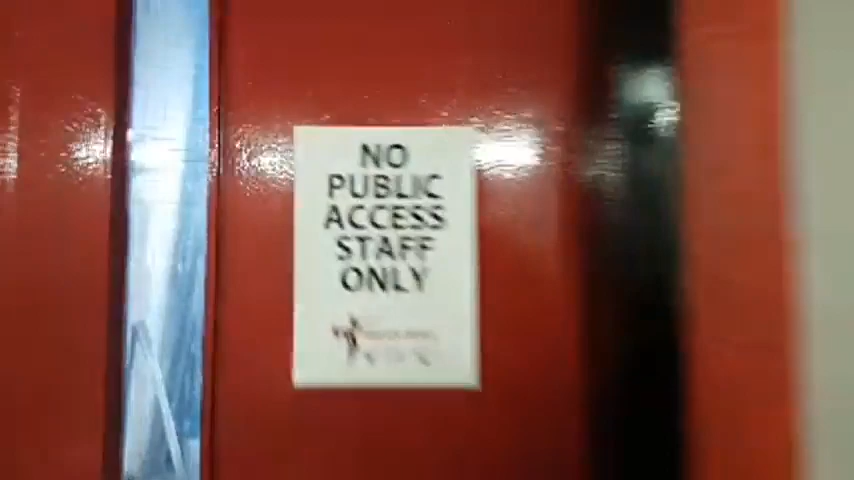 NO
PUBLIC
ACCESS
STAFF
ONLY